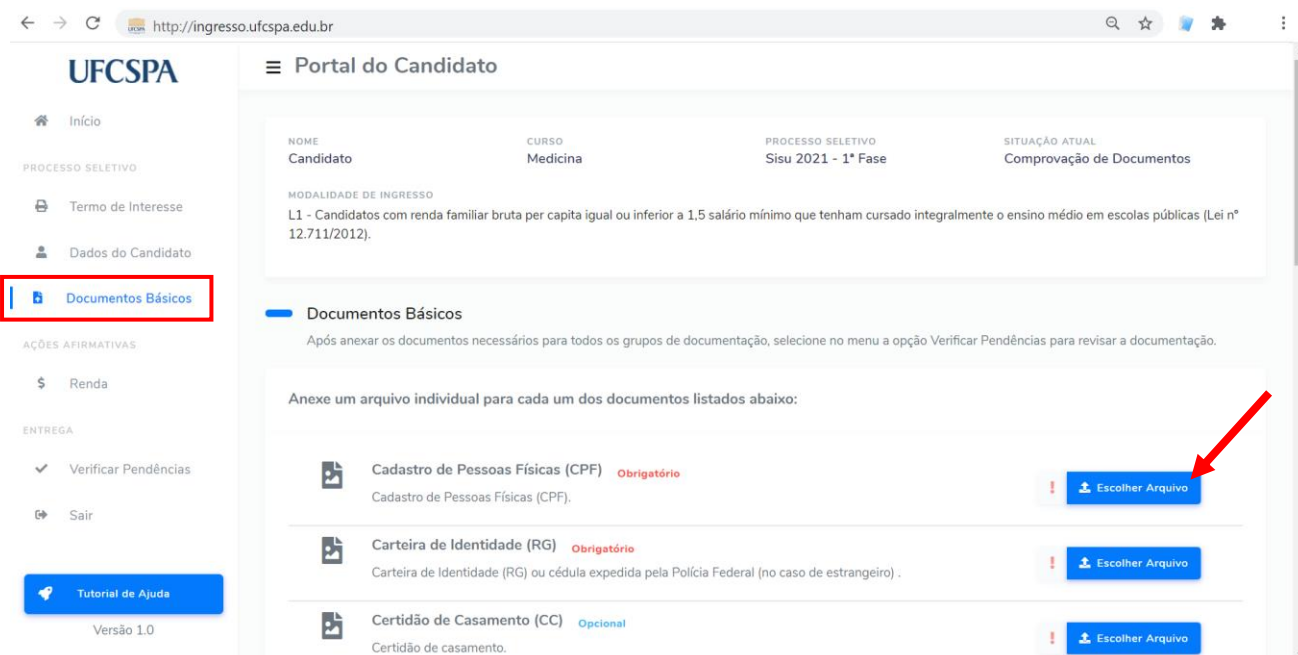 http://ingresso.ufcspa.edu.br
UFCSPA
Portal do Candidato
Início
PROCESSO SELETIVO
Termo de Interesse
Dados do Candidato
Documentos Básicos
AÇÕES AFIRMATIVAS
$ Renda
ENTREGA
Verificar Pendências
Sair
Tutorial de Ajuda
Versão 1.0
NOME CURSO PROCESSO SELETIVO SITUAÇÃO ATUAL
Candidato Medicina Sisu 2021 - 1ª Fase Comprovação de Documentos
MODALIDADE DE INGRESSO
L1 - Candidatos com renda familiar bruta per capita igual ou inferior a 1,5 salário mínimo que tenham cursado integralmente o ensino médio em escolas públicas (Lei nº
12.711/2012).
Documentos Básicos
Após anexar os documentos necessários para todos os grupos de documentação, selecione no menu a opção Verificar Pendências para revisar a documentação.
Anexe um arquivo individual para cada um dos documentos listados abaixo:
Cadastro de Pessoas Físicas (CPF) Obrigatório
Cadastro de Pessoas Físicas (CPF).
! Escolher Arquivo
Carteira de Identidade (RG) Obrigatório
Carteira de Identidade (RG) ou cédula expedida pela Polícia Federal (no caso de estrangeiro) .
! Escolher Arquivo
Certidão de Casamento (CC) Opcional
Certidão de casamento.
! Escolher Arquivo